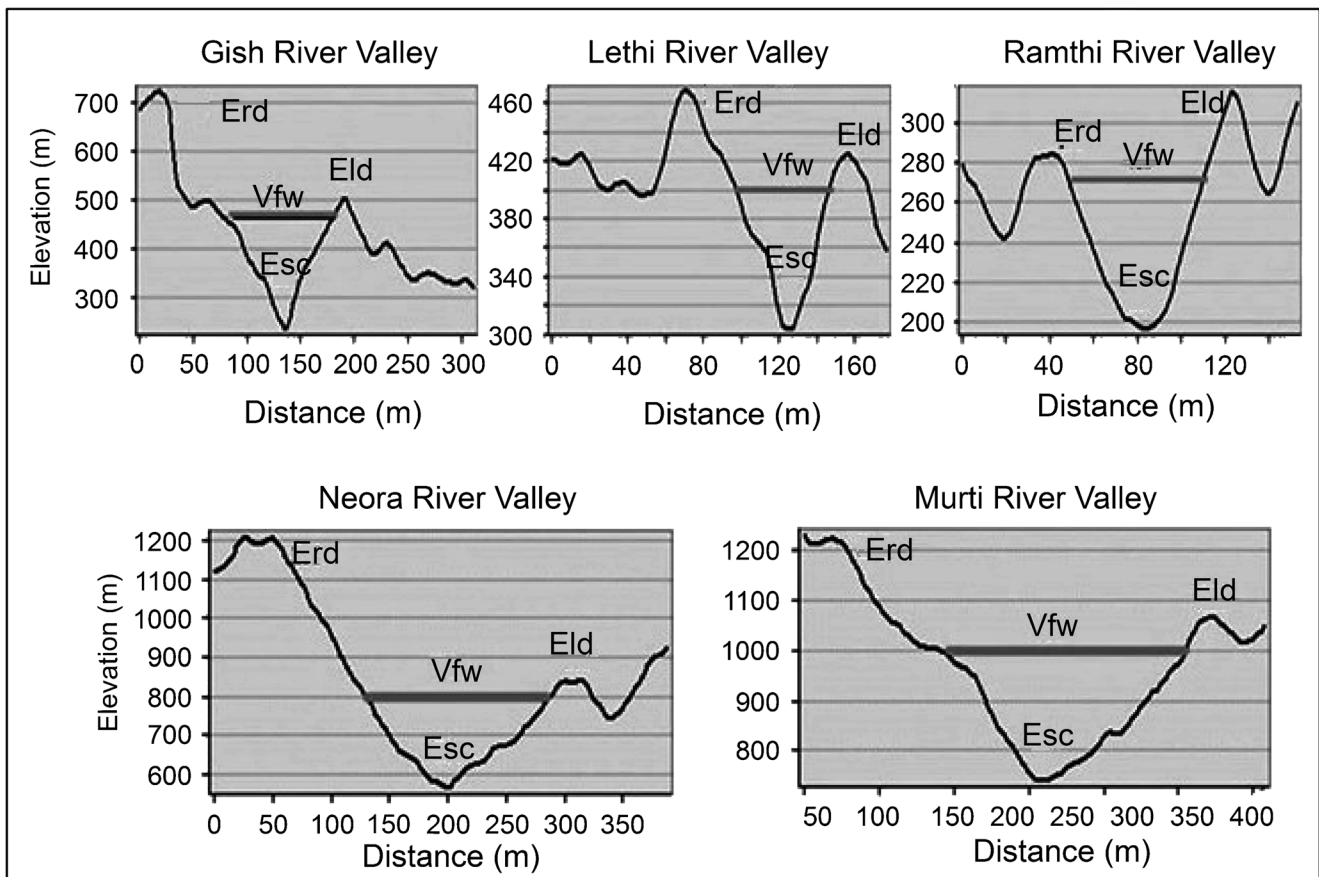 Gish River Valley
Elevation (m)
700
600
500
400
300
Erd
Vfw
Eld
Esc
0 50 100 150 200 250 300
Distance (m)
Lethi River Valley
460
420
380
340
300
Erd
Eld
Vfw
Esc
0 40 80 120 160
Distance (m)
Ramthi River Valley
300
280
260
240
220
200
Eld
Erd
Vfw
Esc
0 40 80 120
Distance (m)
Neora River Valley
Elevation (m)
1200
1100
1000
900
800
700
600
Erd
Eld
Vfw
Esc
0 50 100 150 200 250 300 350
Distance (m)
Murti River Valley
1200
1100
1000
900
800
Erd
Eld
Vfw
Esc
50 100 150 200 250 300 350 400
Distance (m)